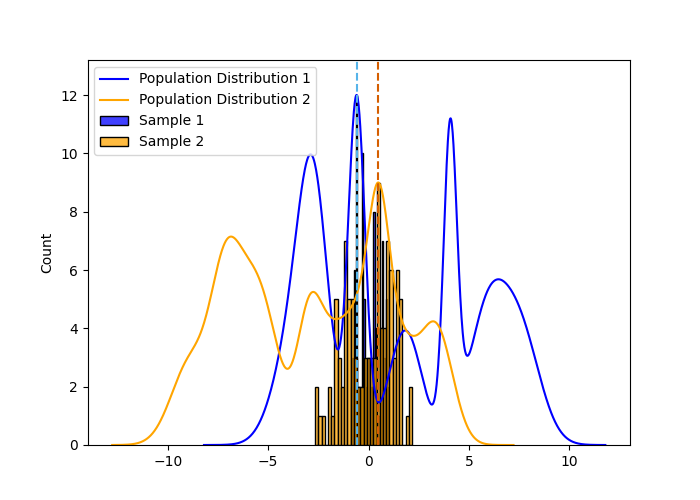 Population Distribution 1
Population Distribution 2
Sample 1
Sample 2
Count
12
10
8
6
4
2
0
−10
−5
0
5
10